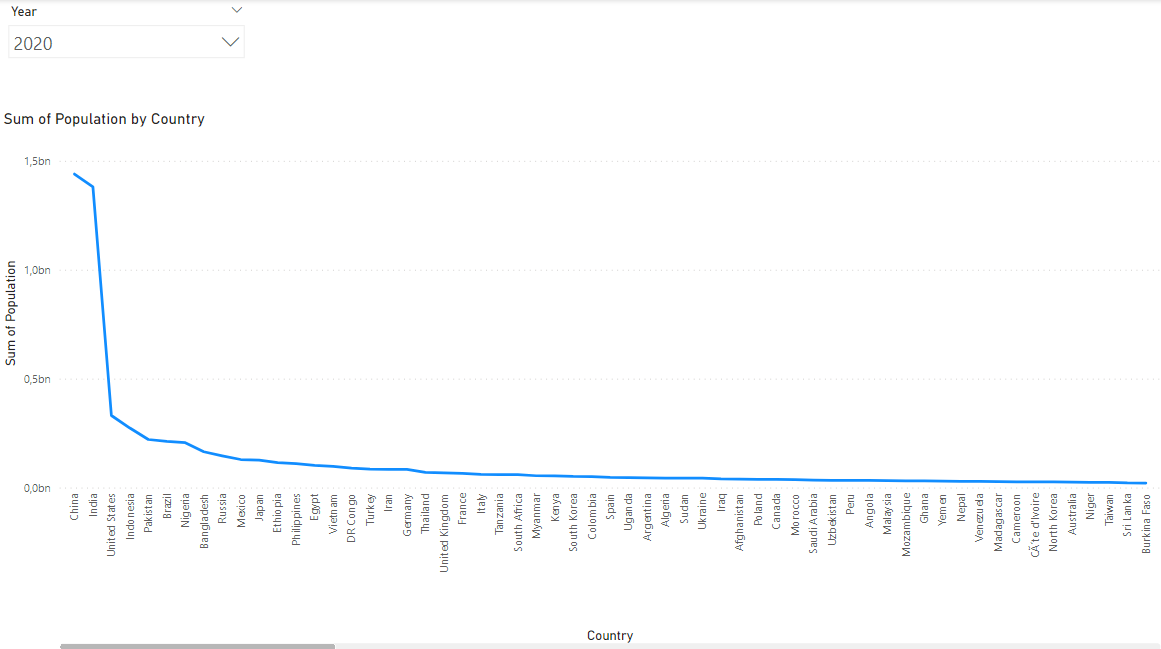 Year
2020
Sum of Population by Country
Sum of Population
1,5bn
1,0bn
0,5bn
0,0bn
China
India
United States
Indonesia
Pakistan
Brazil
Nigeria
Bangladesh
Russia
Mexico
Japan
Ethiopia
Philippines
Egypt
Vietnam
DR Congo
Turkey
Iran
Germany
Thailand
United Kingdom
France
Italy
Tanzania
South Africa
Myanmar
Kenya
South Korea
Colombia
Spain
Uganda
Argentina
Algeria
Sudan
Ukraine
Iraq
Afghanistan
Poland
Canada
Morocco
Saudi Arabia
Uzbekistan
Peru
Angola
Malaysia
Mozambique
Ghana
Yemen
Nepal
Venezuela
Madagascar
Cameroon
CÃ´te d'Ivoire
North Korea
Australia
Niger
Taiwan
Sri Lanka
Burkina Faso
Country